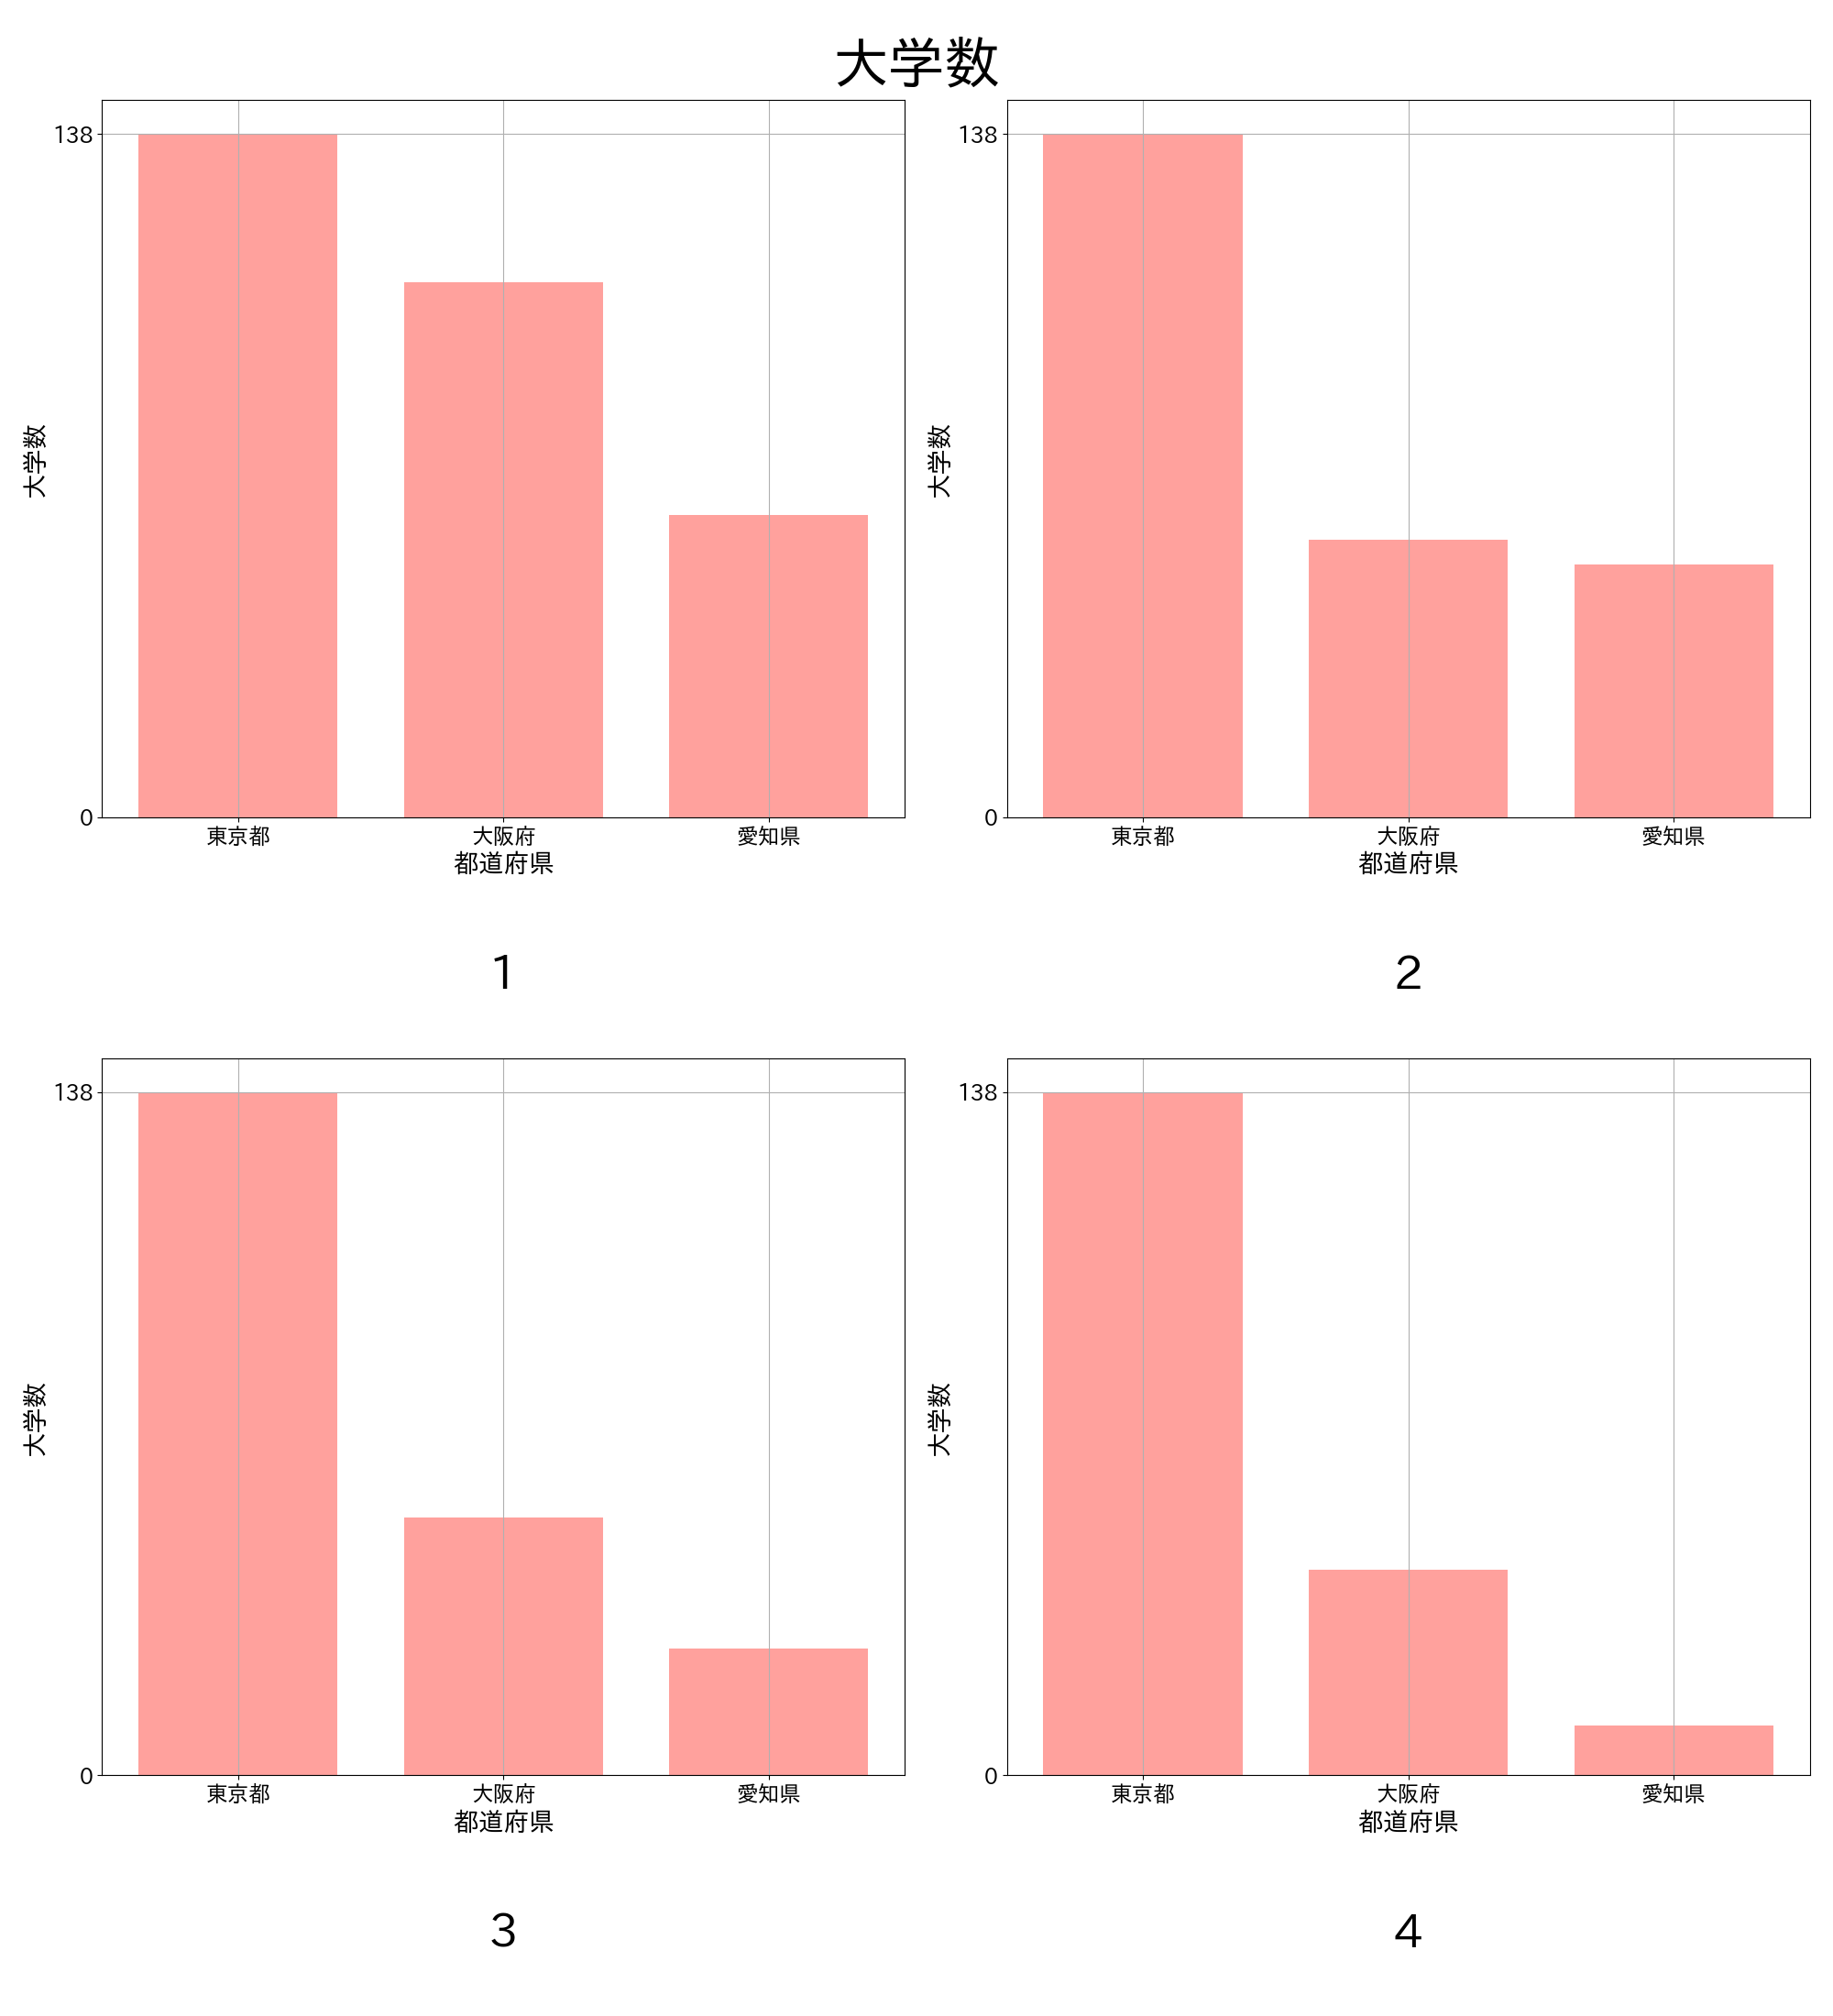 大学数
138
0
大学数
東京都 大阪府 愛知県
都道府県
1
138
0
大学数
東京都 大阪府 愛知県
都道府県
2
138
0
大学数
東京都 大阪府 愛知県
都道府県
3
138
0
大学数
東京都 大阪府 愛知県
都道府県
4